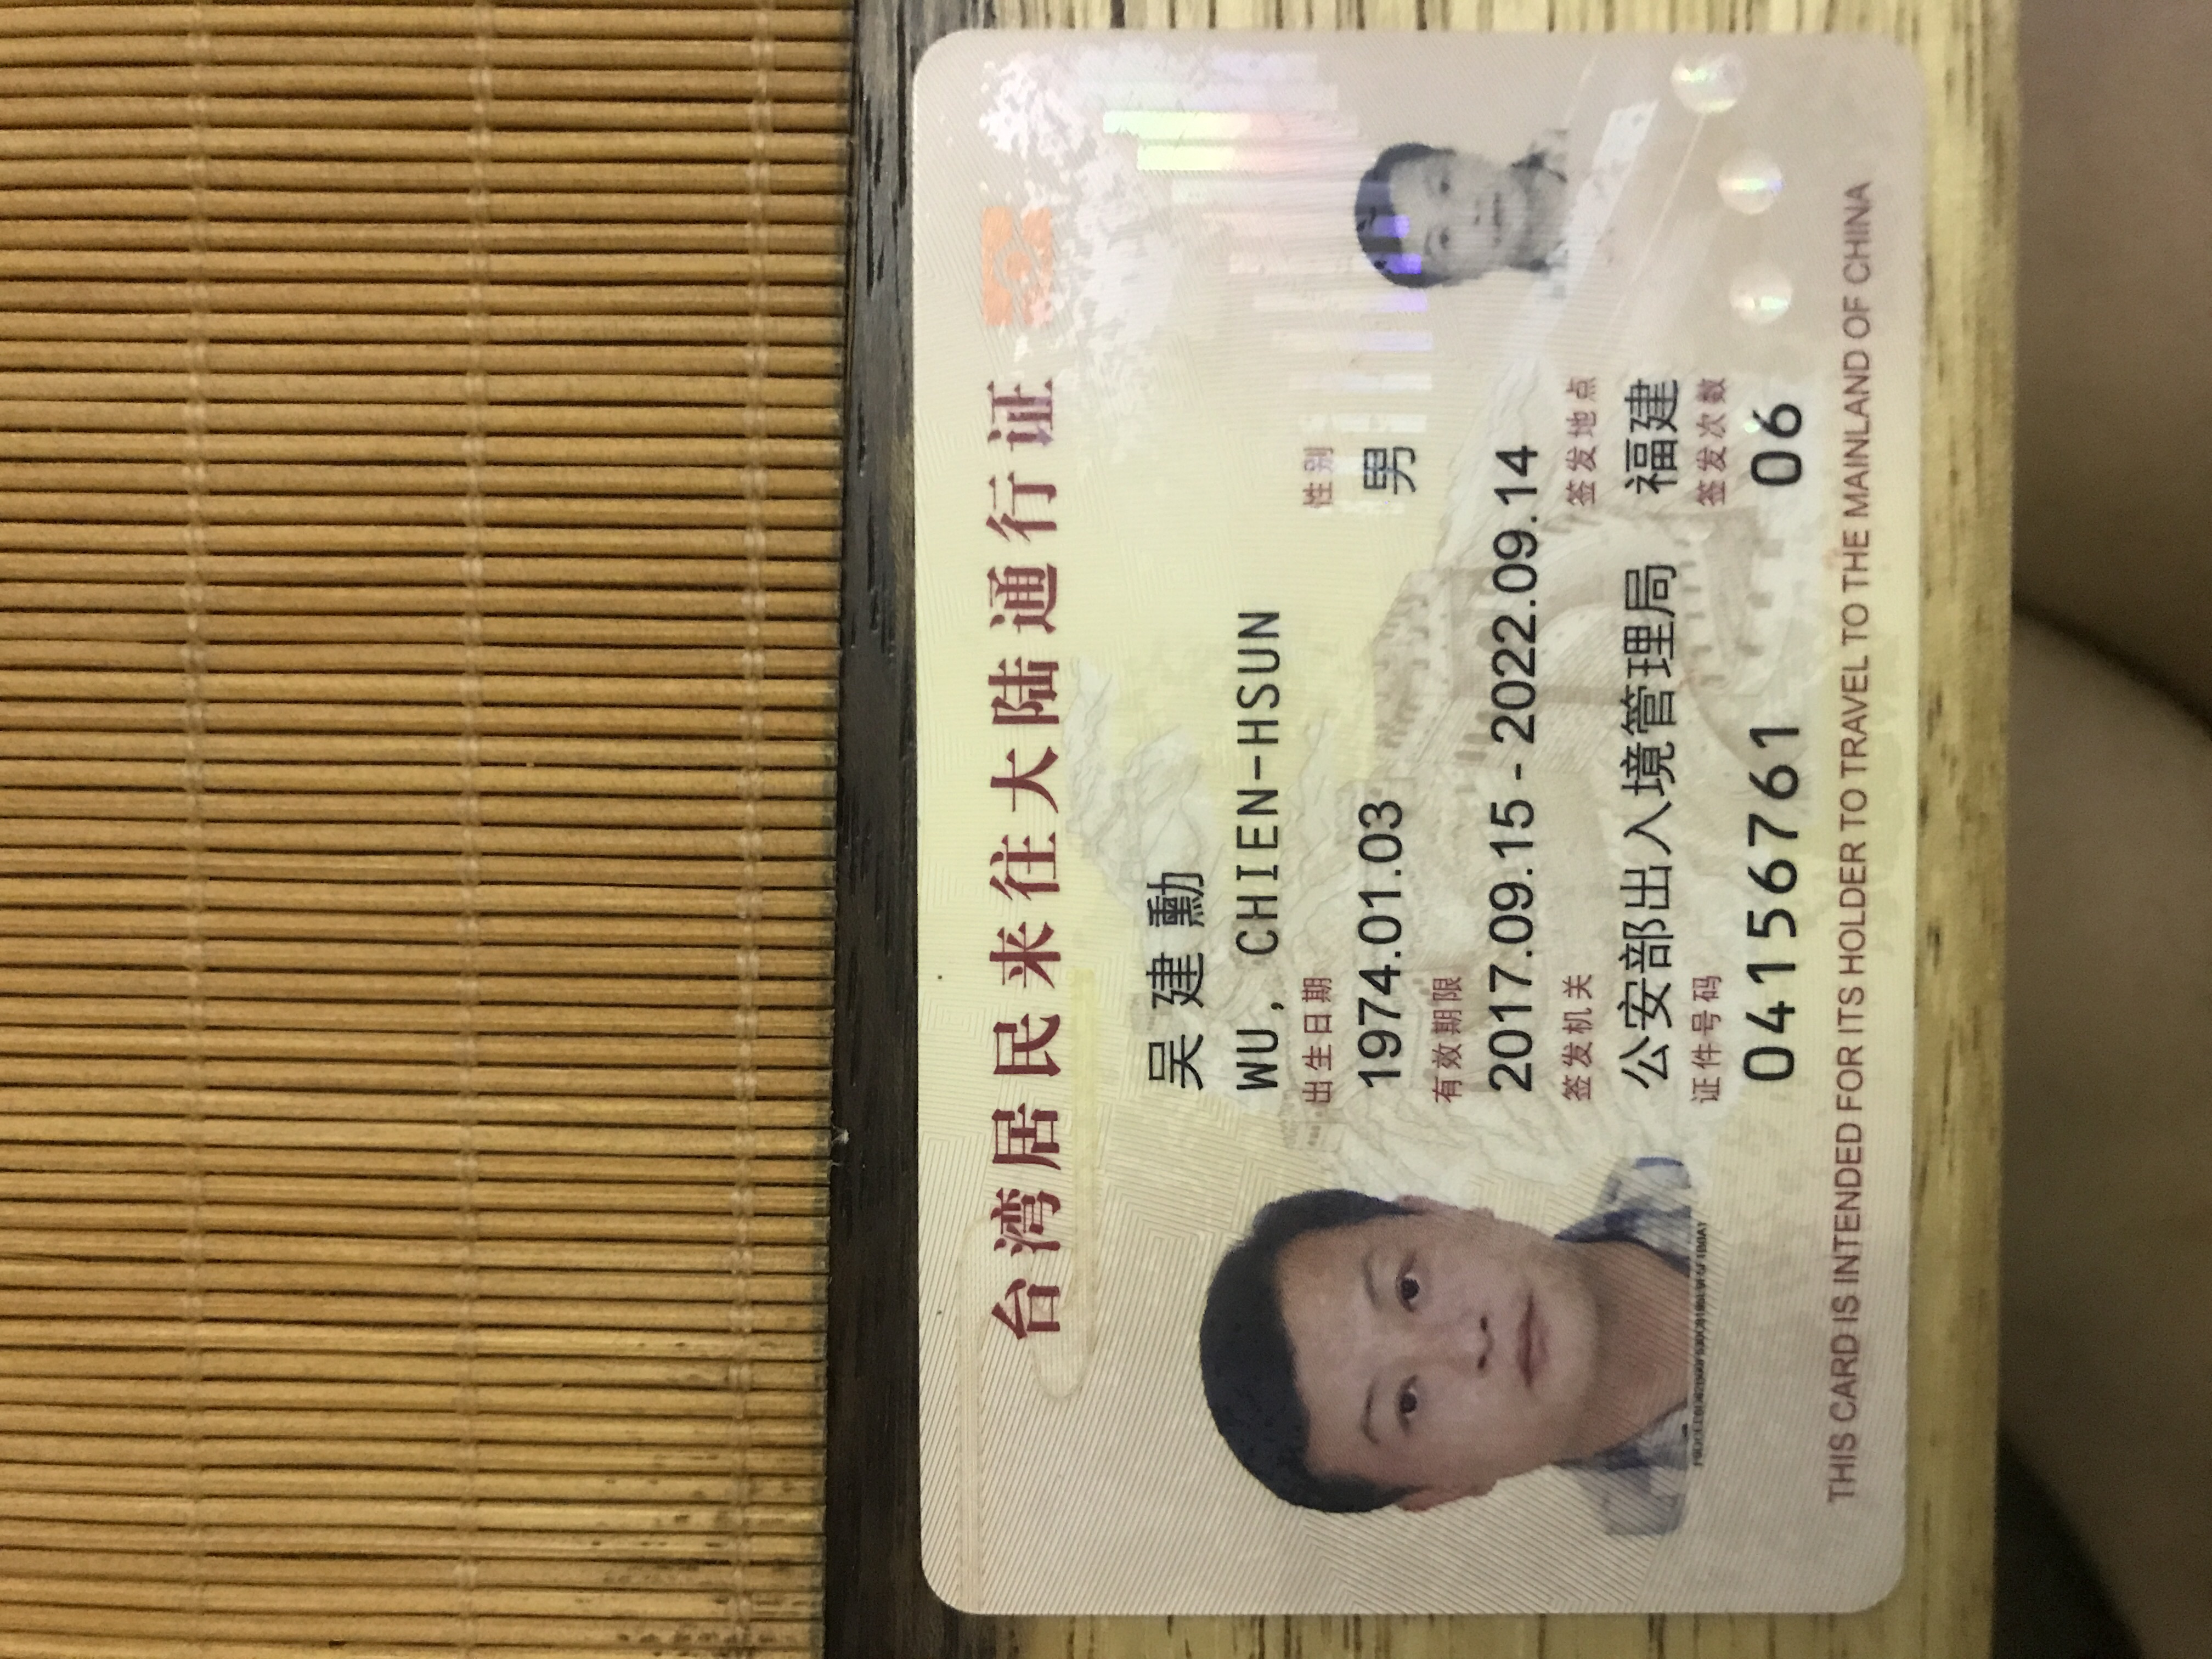 台湾居民来往大陆通行证
吴建勳
WU, CHIEN-HSUN
出生日期 性别
1974.01.03 男
有效期限
2017.09.15 - 2022.09.14
签发机关 签发地点
公安部出入境管理局 福建
证件号码 签发次数
04156761 06
THIS CARD IS INTENDED FOR ITS HOLDER TO TRAVEL TO THE MAINLAND OF CHINA